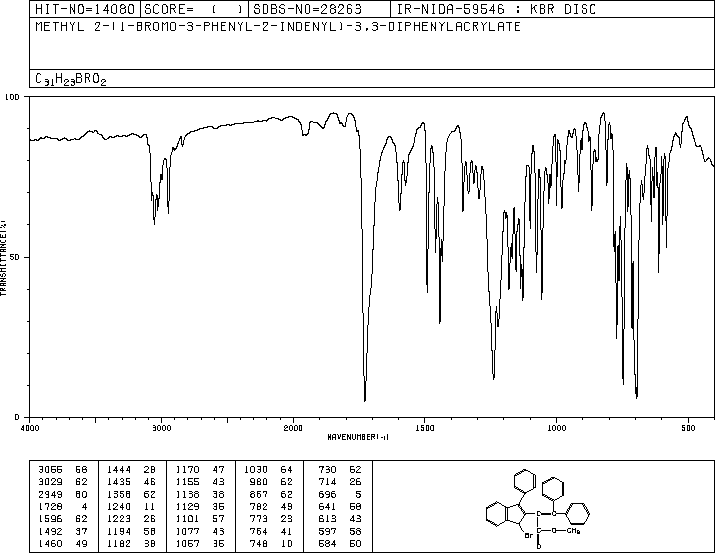 HIT-NO=14080 SCORE= ( ) SDBS-NO=28263 IR-NIDA-59546 : KBR DISC
METHYL 2-(1-BROMO-3-PHENYL-2-INDENYL)-3,3-DIPHENYLACRYLATE
C31H23BRO2
100
50
0
TRANSMITTANCE(%)
4000 3000 2000 1500 1000 500
WAVENUMBER(-1)
3066 68 1444 28 1170 47 1030 64 730 62
3029 62 1435 46 1155 43 980 62 714 26
2949 60 1358 62 1138 38 867 62 696 5
1728 4 1240 11 1129 35 782 49 641 58
1596 62 1223 26 1101 57 773 23 613 43
1492 37 1194 58 1077 43 764 41 597 58
1460 49 1182 38 1057 35 748 10 584 50
Br C C
C O CH3
O